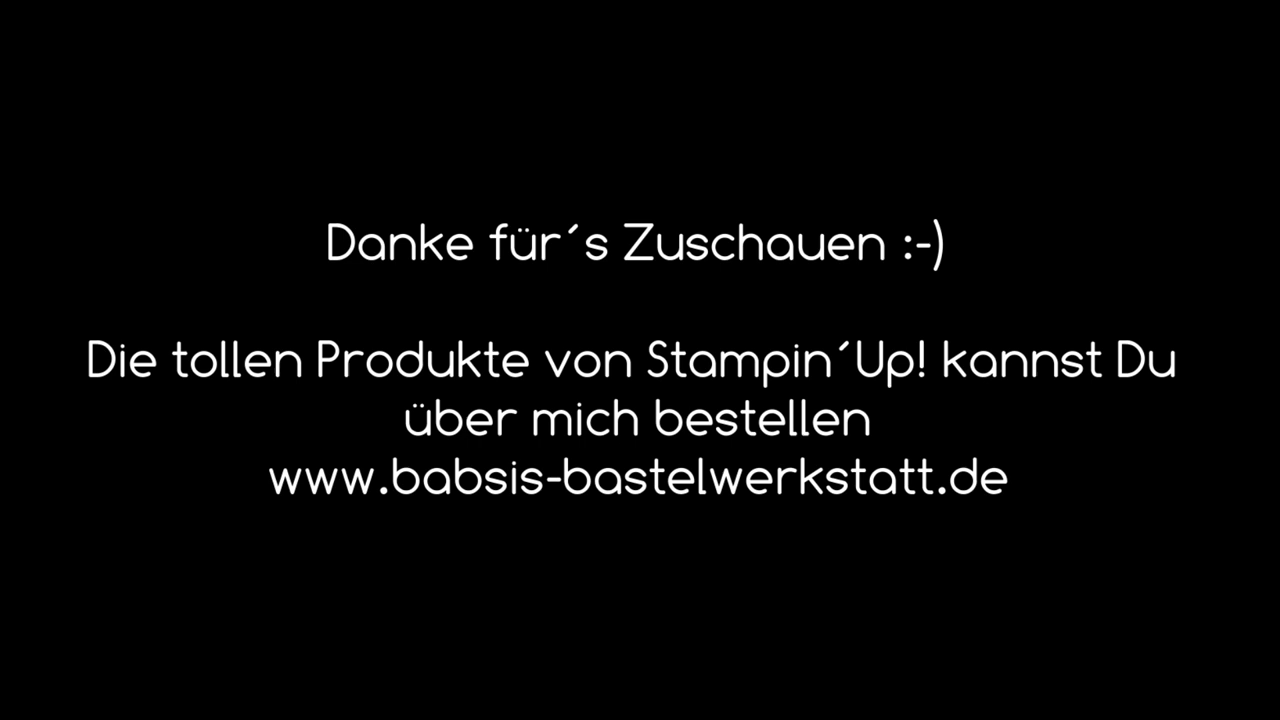 Danke für´s Zuschauen :-)
Die tollen Produkte von Stampin´Up! kannst Du
über mich bestellen
www.babsis-bastelwerkstatt.de